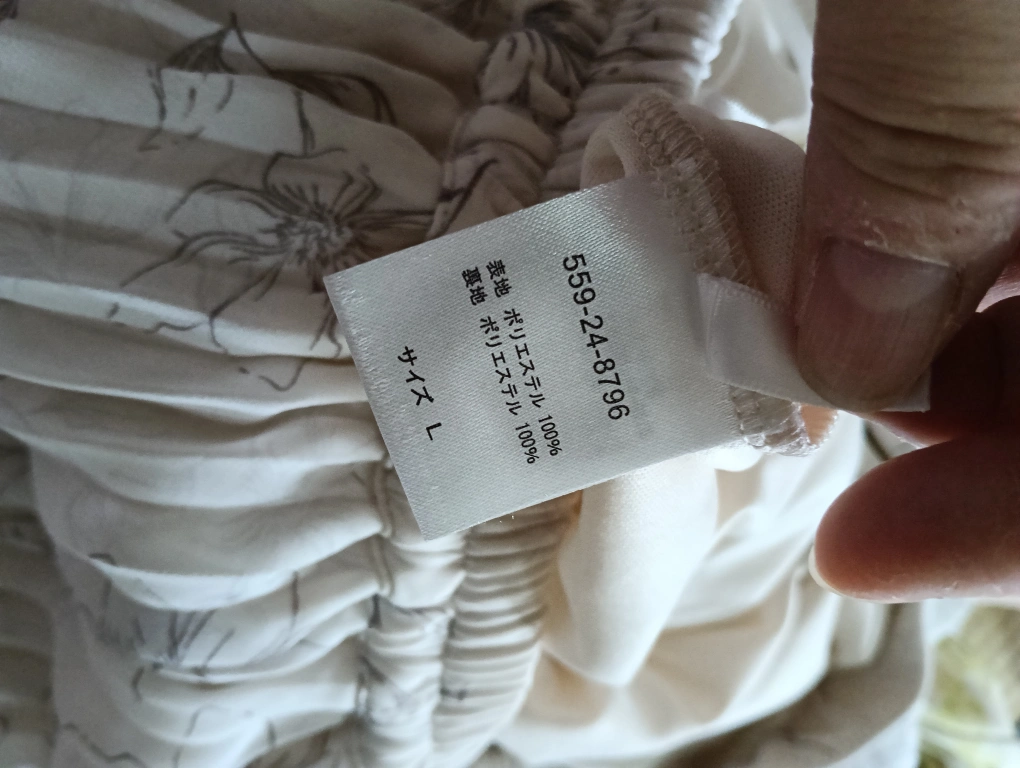 559-24-8796
表地 ポリエステル 100%
裏地 ポリエステル 100%
サイズ L